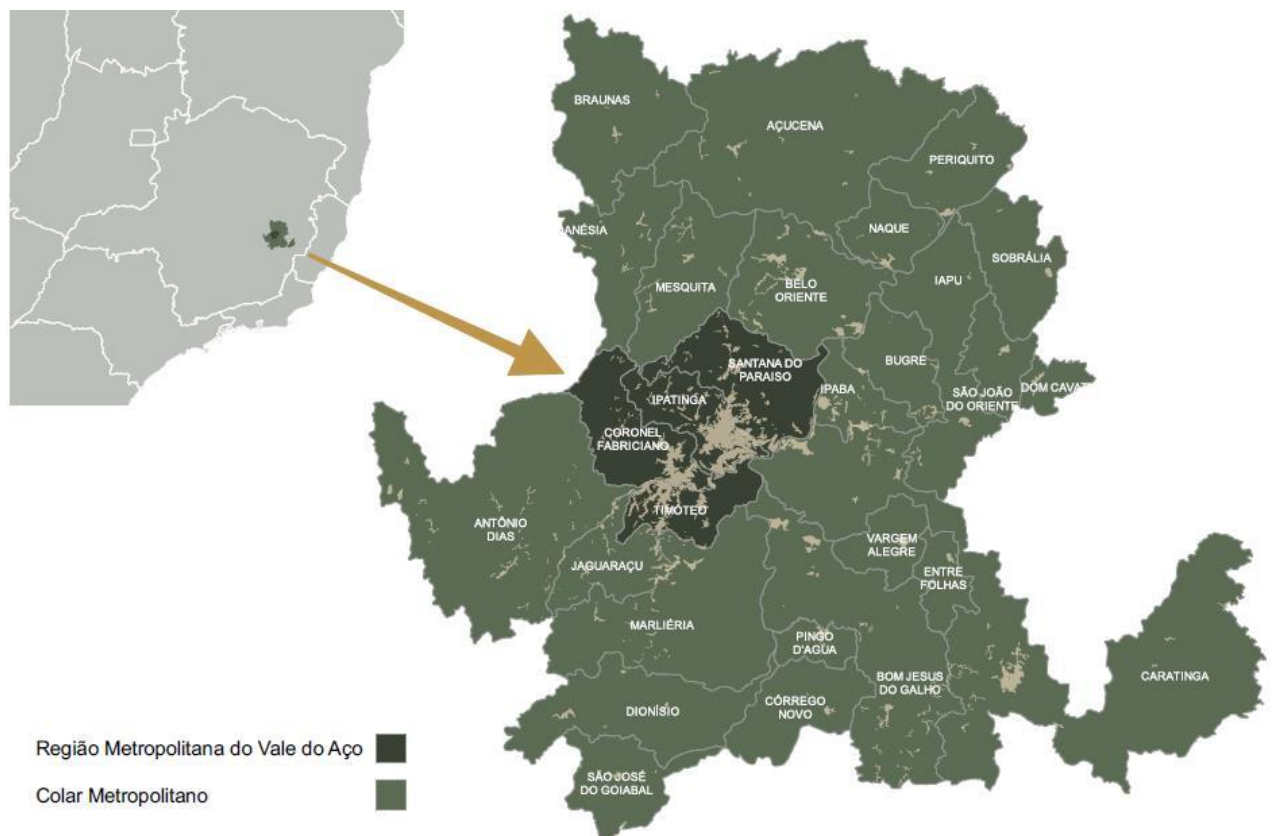 BRAUNAS
AÇUCENA
PERIQUITO
ANÉSIA
NAQUE
SOBRÁLIA
MESQUITA
BELO
ORIENTE
IAPU
SANTANA DO
PARAISO
BUGRE
IPATINGA
IPABA
SÃO JOÃO
DO ORIENTE
DOM CAVAT
CORONEL
FABRICIANO
TIMÓTEO
ANTÔNIO
DIAS
VARGEM
ALEGRE
JAGUARAÇU
ENTRE
FOLHAS
MARLIÉRIA
PINGO
D'AGUA
BOM JESUS
DO GALHO
CARATINGA
DIONÍSIO
CÓRREGO
NOVO
SÃO JOSÉ
DO GOIABAL
Região Metropolitana do Vale do Aço
Colar Metropolitano